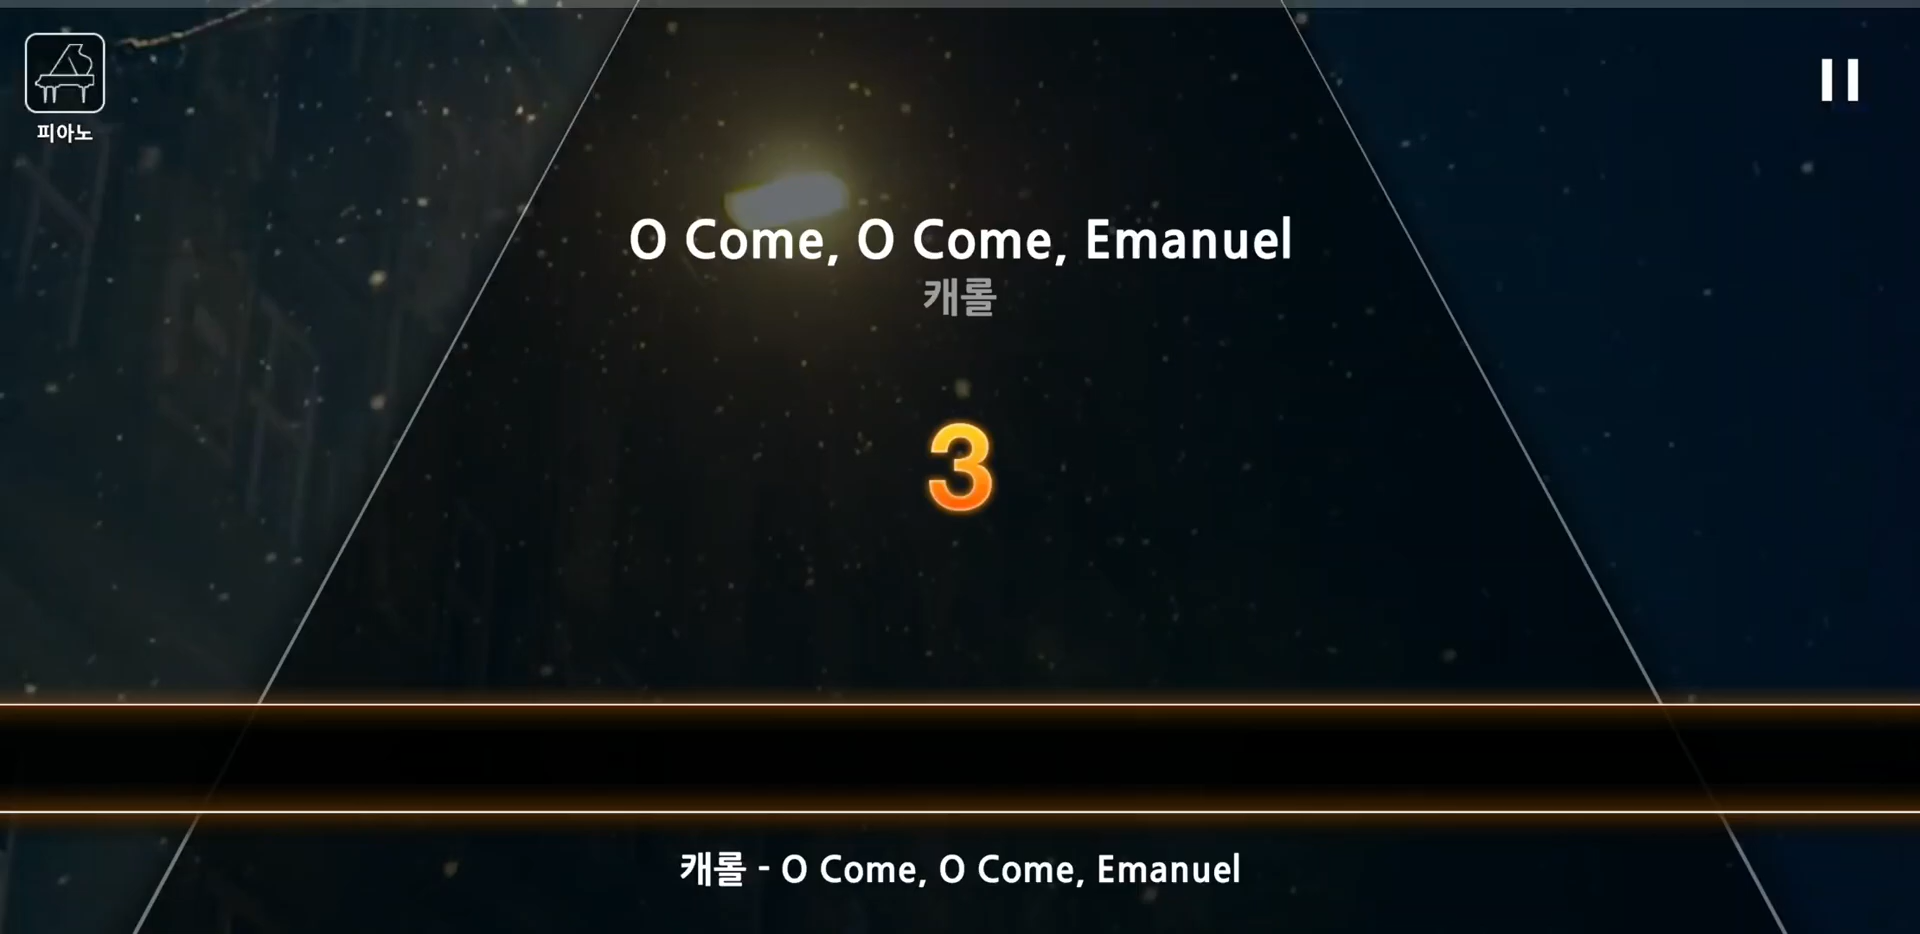 피아노
O Come, O Come, Emanuel
캐롤
3
캐롤 - O Come, O Come, Emanuel